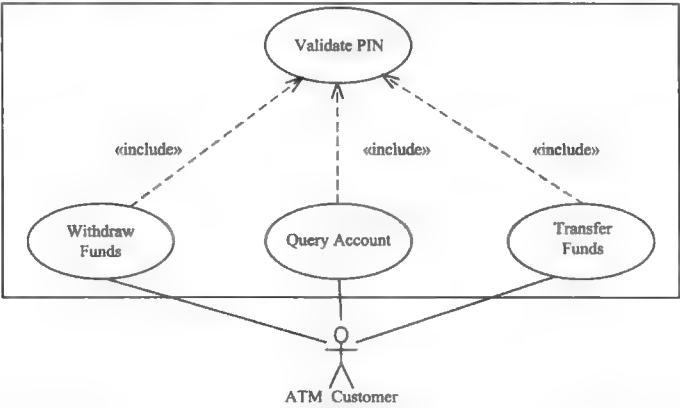 Validate PIN
«include»
«include»
«include»
Withdraw
Funds
Query Account
Transfer
Funds
ATM Customer